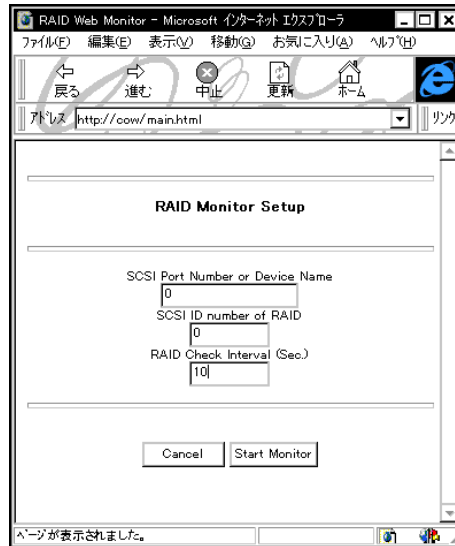 RAID Web Monitor - Microsoft インターネット エクスプローラ
ファイル(F) 編集(E) 表示(V) 移動(G) お気に入り(A) ヘルプ(H)
戻る 進む 中止 更新 ホーム
アドレス http://cow/main.html リンク
RAID Monitor Setup
SCSI Port Number or Device Name
0
SCSI ID number of RAID
0
RAID Check Interval (Sec.)
10
Cancel Start Monitor
ページが表示されました。